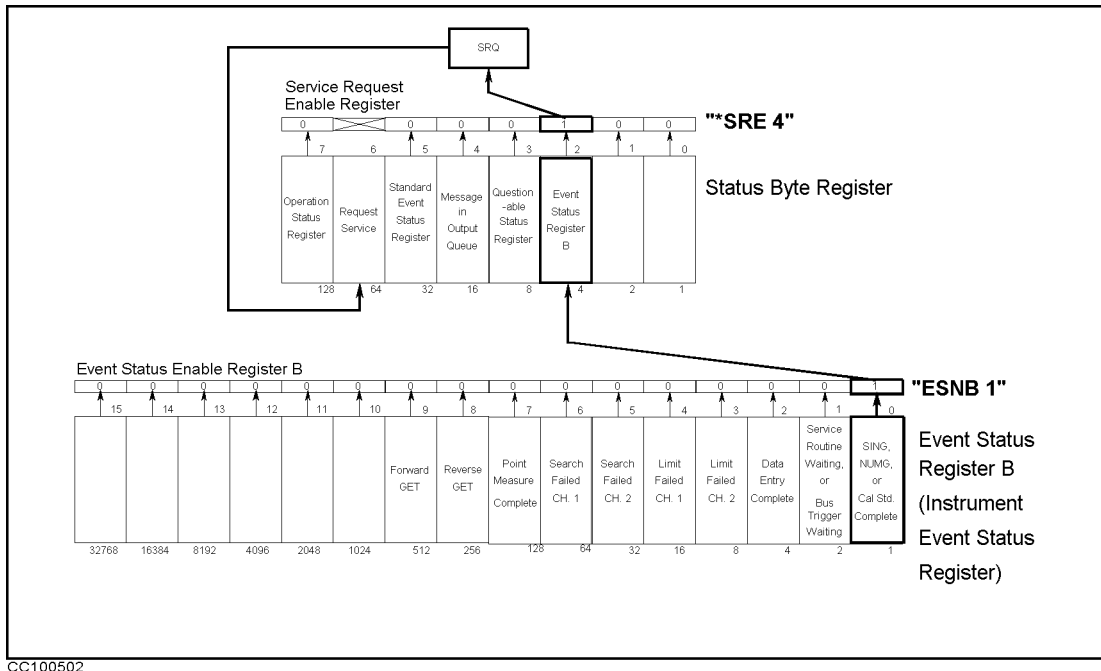 SRQ
Service Request
Enable Register
0 0 0 0 1 0 0
"*SRE 4"
7 6 5 4 3 2 1 0
Operation
Status
Register
Request
Service
Standard
Event
Status
Register
Message
in
Output
Queue
Question
-able
Status
Register
Event
Status
Register
B
Status Byte Register
128 64 32 16 8 4 2 1
Event Status Enable Register B
0 0 0 0 0 0 0 0 0 0 0 0 0 0 0 1
"ESNB 1"
15 14 13 12 11 10 9 8 7 6 5 4 3 2 1 0
Forward
GET
Reverse
GET
Point
Measure
Complete
Search
Failed
CH. 1
Search
Failed
CH. 2
Limit
Failed
CH. 1
Limit
Failed
CH. 2
Data
Entry
Complete
Service
Routine
Waiting,
or
Bus
Trigger
Waiting
SING,
NUMG,
or
Cal Std.
Complete
Event Status
Register B
(Instrument
Event Status
Register)
32768 16384 8192 4096 2048 1024 512 256 128 64 32 16 8 4 2 1
CC100502